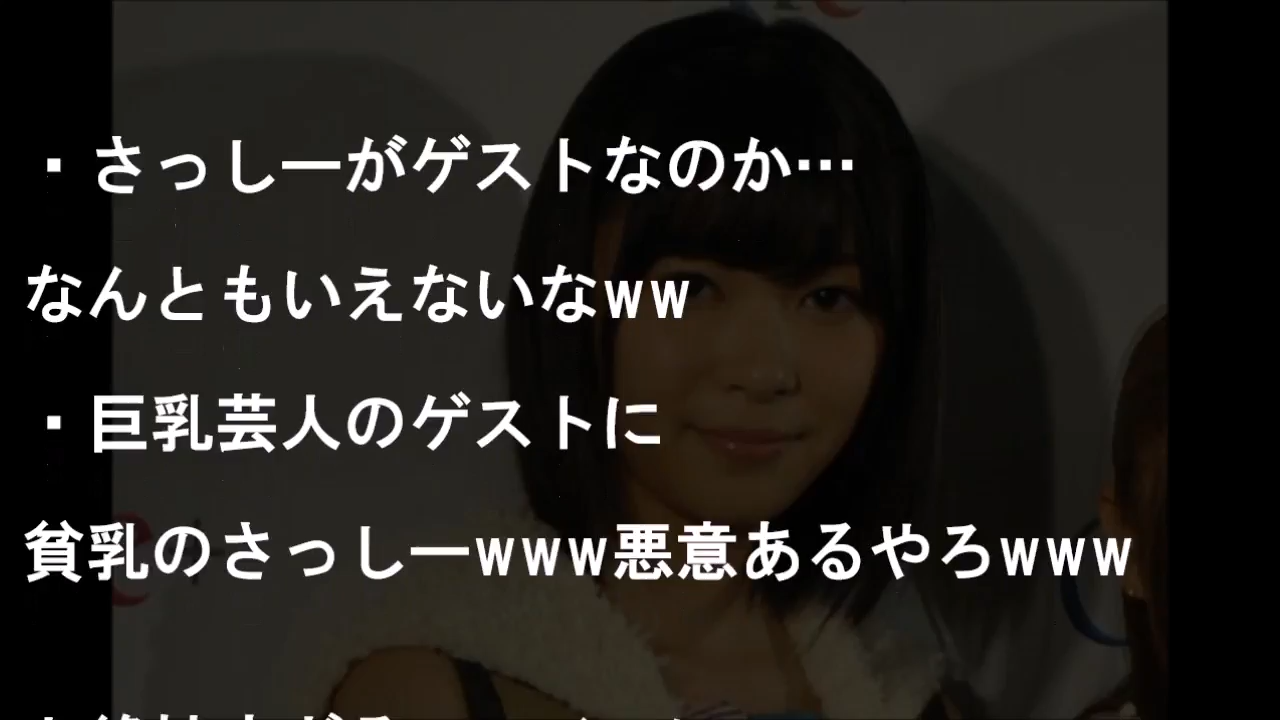 ・さっしーがゲストなのか…
なんともいえないなww
・巨乳芸人のゲストに
貧乳のさっしーwww悪意あるやろwww